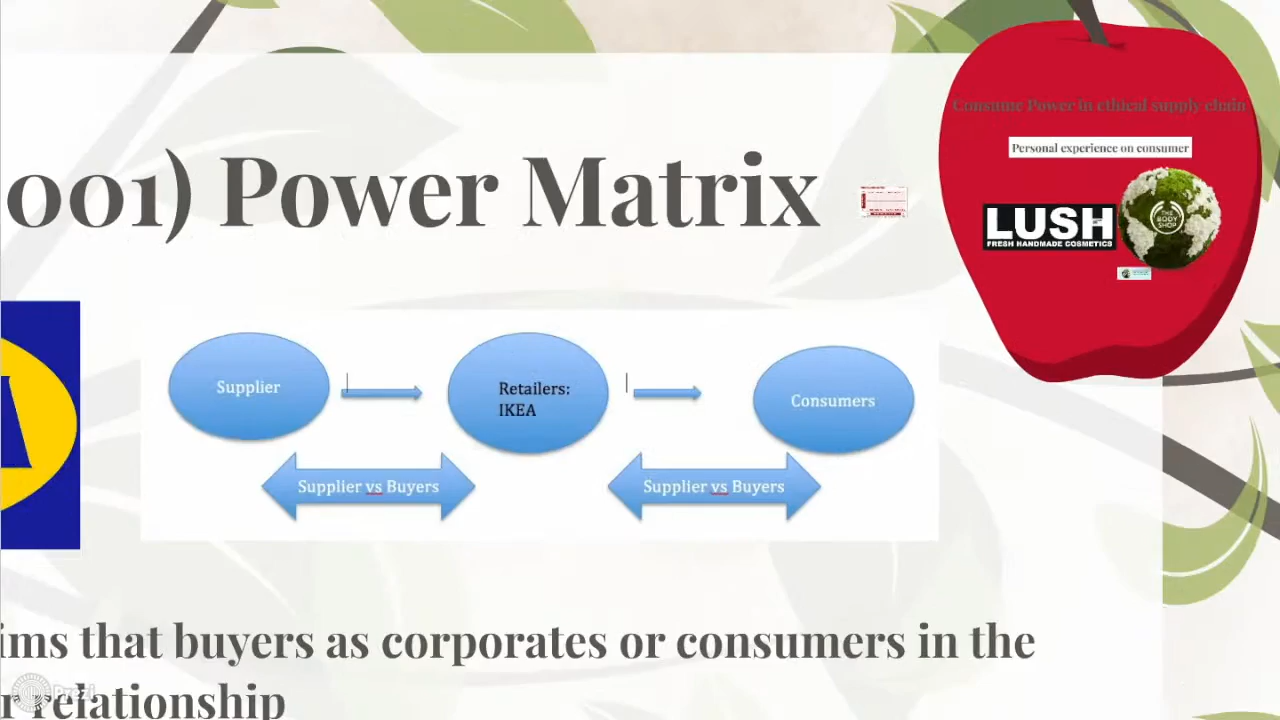 001) Power Matrix
Consume Power in ethical supply chain
Personal experience on consumer
LUSH
FRESH HANDMADE COSMETICS
THE
BODY
SHOP
Supplier
Retailers:
IKEA
Consumers
Supplier vs Buyers
Supplier vs Buyers
ims that buyers as corporates or consumers in the
r relationship
Prezi